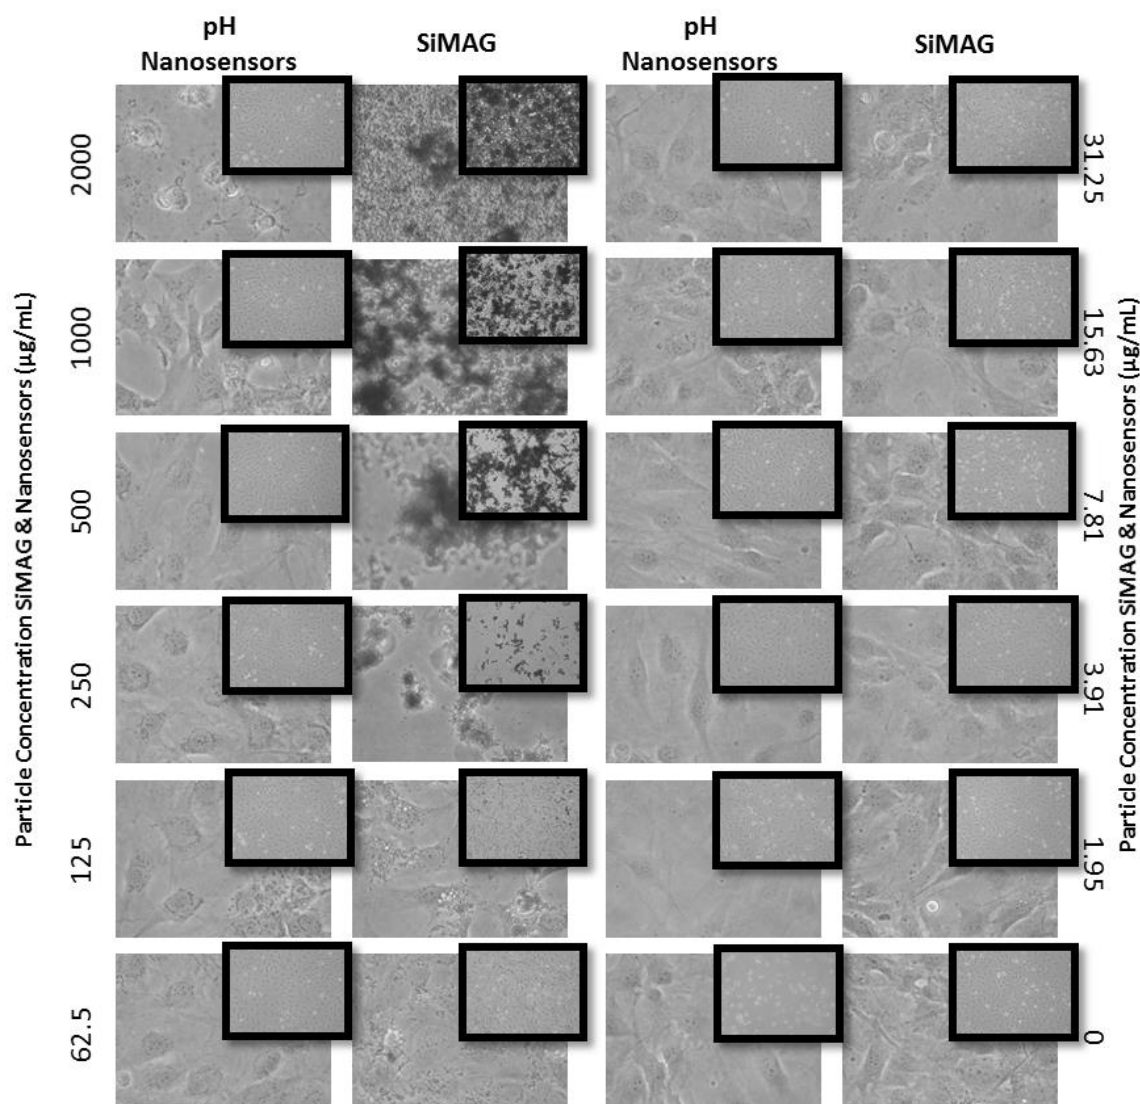 pH
Nanosensors
SiMAG
pH
Nanosensors
SiMAG
Particle Concentration SiMAG & Nanosensors (µg/mL)
2000
1000
500
250
125
62.5
31.25
15.63
7.81
3.91
1.95
0
Particle Concentration SiMAG & Nanosensors (µg/mL)